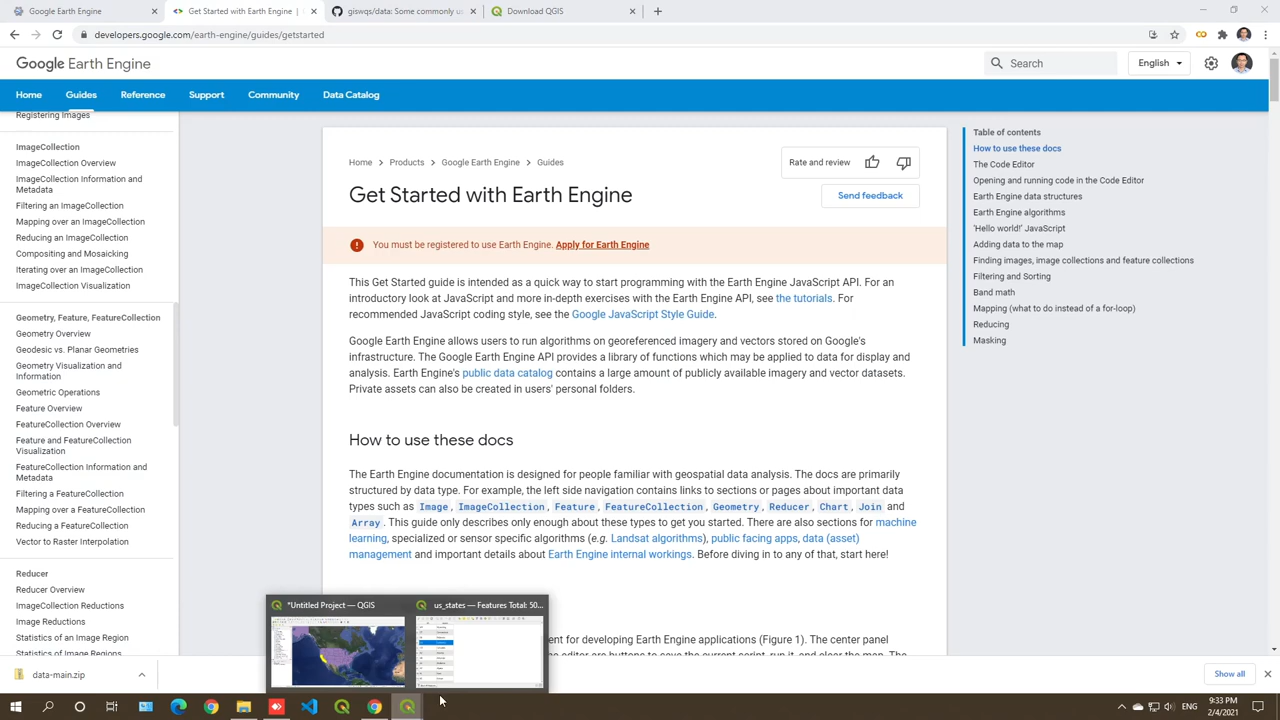 Google Earth Engine
Get Started with Earth Engine |
giswqs/data: Some commonly us
Download QGIS
developers.google.com/earth-engine/guides/getstarted
Google Earth Engine
Search
English
Home
Guides
Reference
Support
Community
Data Catalog
Registering Images
ImageCollection
ImageCollection Overview
ImageCollection Information and
Metadata
Filtering an ImageCollection
Mapping over an ImageCollection
Reducing an ImageCollection
Compositing and Mosaicking
Iterating over an ImageCollection
ImageCollection Visualization
Geometry, Feature, FeatureCollection
Geometry Overview
Geodesic vs. Planar Geometries
Geometry Visualization and
Information
Geometric Operations
Feature Overview
FeatureCollection Overview
Feature and FeatureCollection
Visualization
FeatureCollection Information and
Metadata
Filtering a FeatureCollection
Mapping over a FeatureCollection
Reducing a FeatureCollection
Vector to Raster Interpolation
Reducer
Reducer Overview
ImageCollection Reductions
Image Reductions
Statistics of an Image Region
Statistics of Image Regions
Home
Products
Google Earth Engine
Guides
Rate and review
Get Started with Earth Engine
Send feedback
You must be registered to use Earth Engine. Apply for Earth Engine
This Get Started guide is intended as a quick way to start programming with the Earth Engine JavaScript API. For an
introductory look at JavaScript and more in-depth exercises with the Earth Engine API, see the tutorials. For
recommended JavaScript coding style, see the Google JavaScript Style Guide.
Google Earth Engine allows users to run algorithms on georeferenced imagery and vectors stored on Google's
infrastructure. The Google Earth Engine API provides a library of functions which may be applied to data for display and
analysis. Earth Engine's public data catalog contains a large amount of publicly available imagery and vector datasets.
Private assets can also be created in users' personal folders.
How to use these docs
The Earth Engine documentation is designed for people familiar with geospatial data analysis. The docs are primarily
structured by data type. For example, the left side navigation contains links to sections or pages about important data
types such as Image, ImageCollection, Feature, FeatureCollection, Geometry, Reducer, Chart, Join and
Array. This guide only describes only enough about these types to get you started. There are also sections for machine
learning, specialized or sensor specific algorithms (e.g. Landsat algorithms), public facing apps, data (asset)
management and important details about Earth Engine internal workings. Before diving in to any of that, start here!
ent for developing Earth Engine applications (Figure 1). The center panel
editor are buttons to save the current script, run it, and clear the map. The
Table of contents
How to use these docs
The Code Editor
Opening and running code in the Code Editor
Earth Engine data structures
Earth Engine algorithms
'Hello world!' JavaScript
Adding data to the map
Finding images, image collections and feature collections
Filtering and Sorting
Band math
Mapping (what to do instead of a for-loop)
Reducing
Masking
*Untitled Project — QGIS
us_states — Features Total: 50...
data-main.zip
Show all
ENG
9:33 PM
2/4/2021